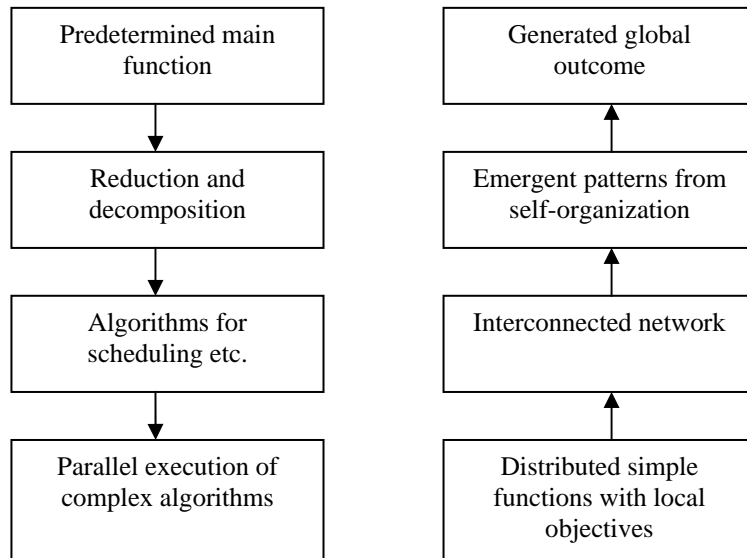 Predetermined main
function
Reduction and
decomposition
Algorithms for
scheduling etc.
Parallel execution of
complex algorithms
Generated global
outcome
Emergent patterns from
self-organization
Interconnected network
Distributed simple
functions with local
objectives